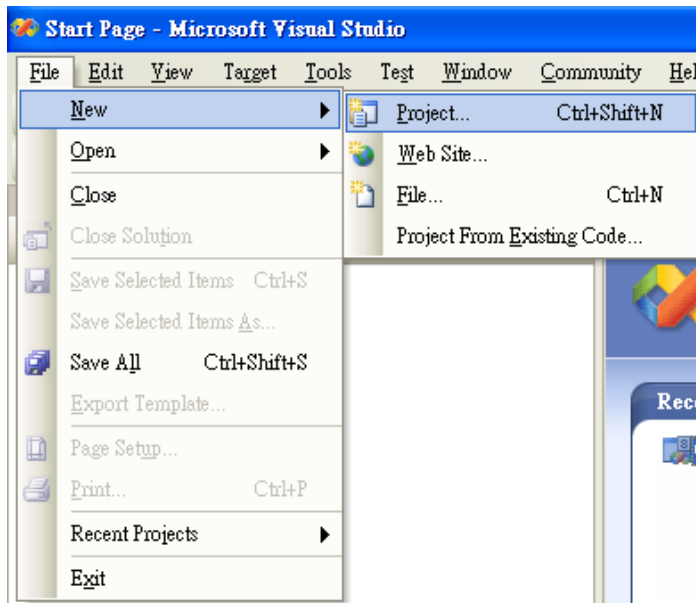 Start Page - Microsoft Visual Studio
File Edit View Target Tools Test Window Community Hel
New
Project... Ctrl+Shift+N
Open
Web Site...
Close
File... Ctrl+N
Close Solution
Project From Existing Code...
Save Selected Items Ctrl+S
Save Selected Items As...
Save All Ctrl+Shift+S
Export Template...
Rece
Page Setup...
Print... Ctrl+P
Recent Projects
Exit